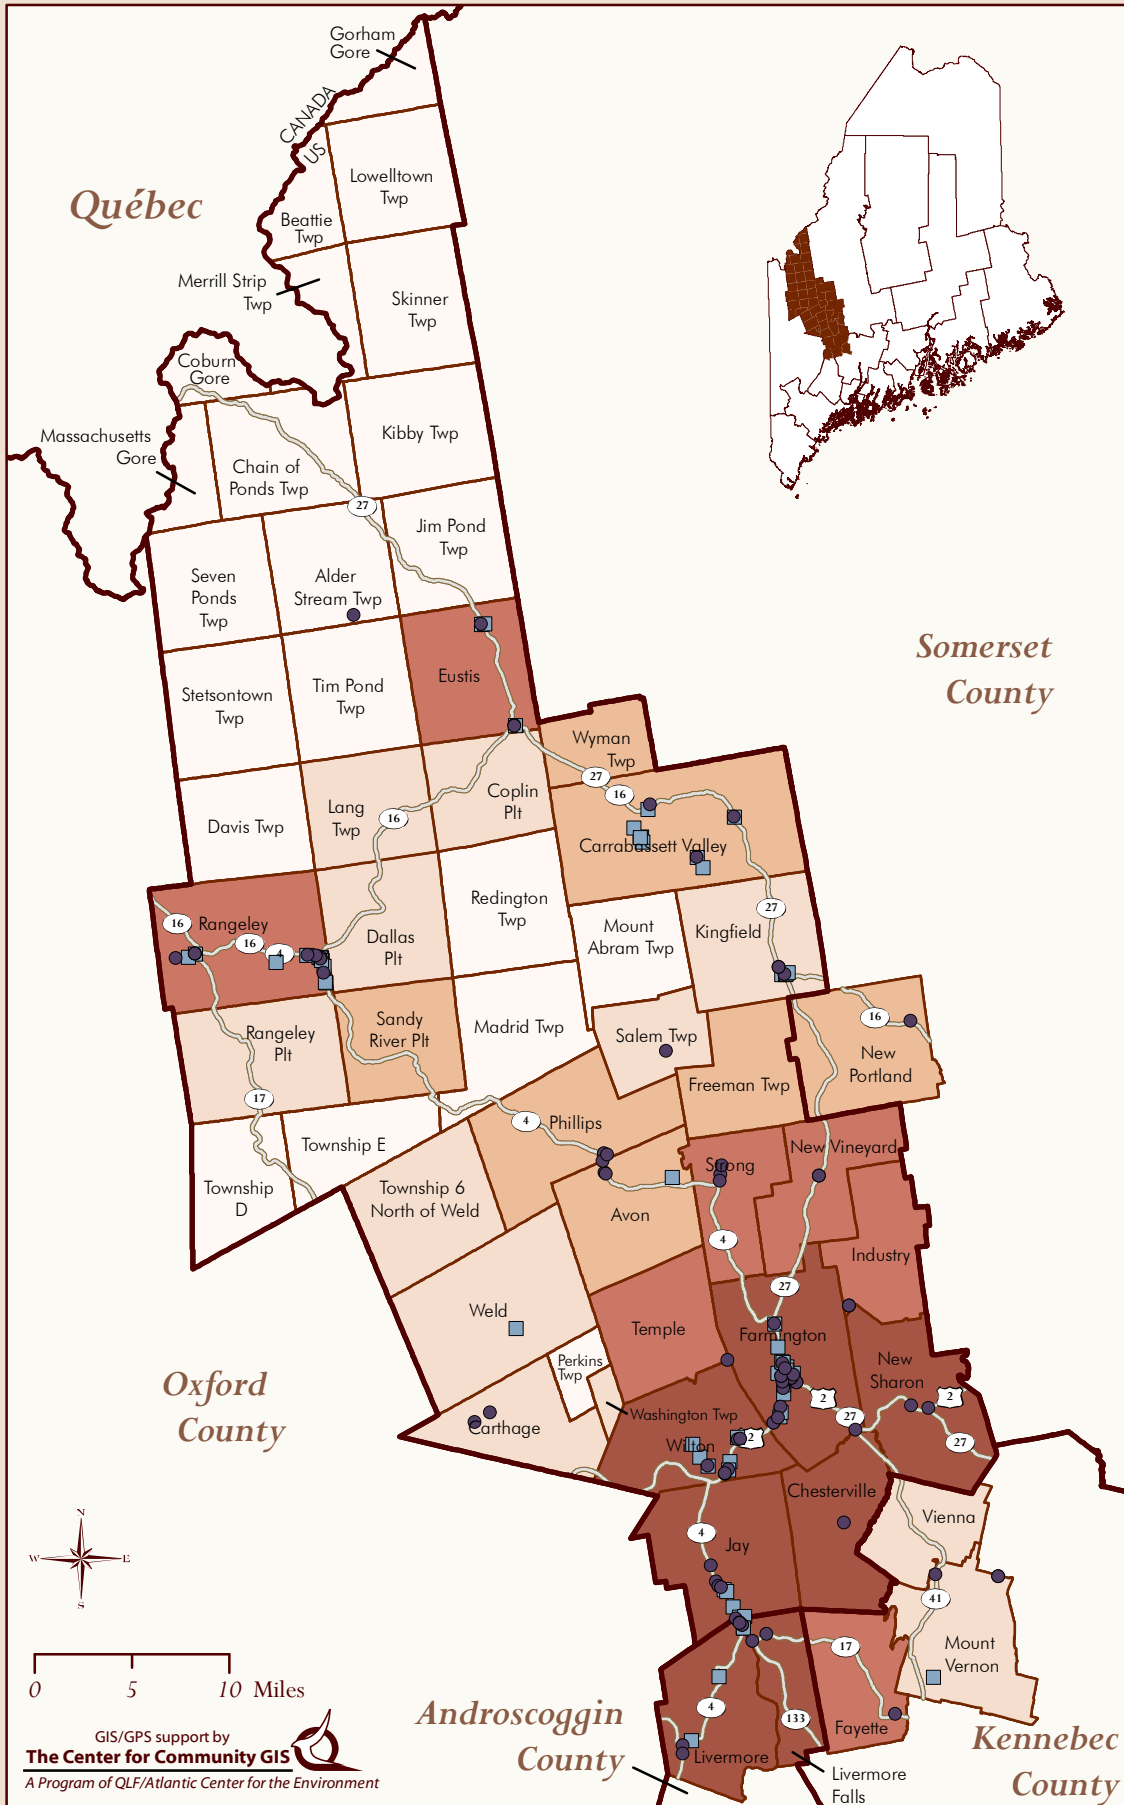 Gorham
Gore
CANADA
US
Québec
Lowelltown
Twp
Beattie
Twp
Merrill Strip
Twp
Skinner
Twp
Coburn
Gore
Massachusetts
Gore
Chain of
Ponds Twp
Kibby Twp
27
Jim Pond
Twp
Seven
Ponds
Twp
Alder
Stream Twp
Somerset
County
Stetsontown
Twp
Tim Pond
Twp
Eustis
Wyman
Twp
27
16
Lang
Twp
16
Coplin
Plt
Davis Twp
Carrabassett Valley
Redington
Twp
27
16
Rangeley
16
4
Dallas
Plt
Mount
Abram Twp
Kingfield
Rangeley
Plt
Sandy
River Plt
Madrid Twp
Salem Twp
16
New
Portland
Freeman Twp
17
4
Phillips
Township E
Strong
New Vineyard
Township
D
Township 6
North of Weld
Avon
4
Industry
27
Weld
Temple
Farmington
Perkins
Twp
New
Sharon
Oxford
County
Carthage
Washington Twp
2
27
2
27
Wilton
2
Chesterville
Vienna
4
Jay
41
N
W
E
S
17
Mount
Vernon
0
5
10 Miles
4
133
Fayette
Androscoggin
County
Livermore
Livermore
Falls
Kennebec
County
GIS/GPS support by
The Center for Community GIS
A Program of QLF/Atlantic Center for the Environment